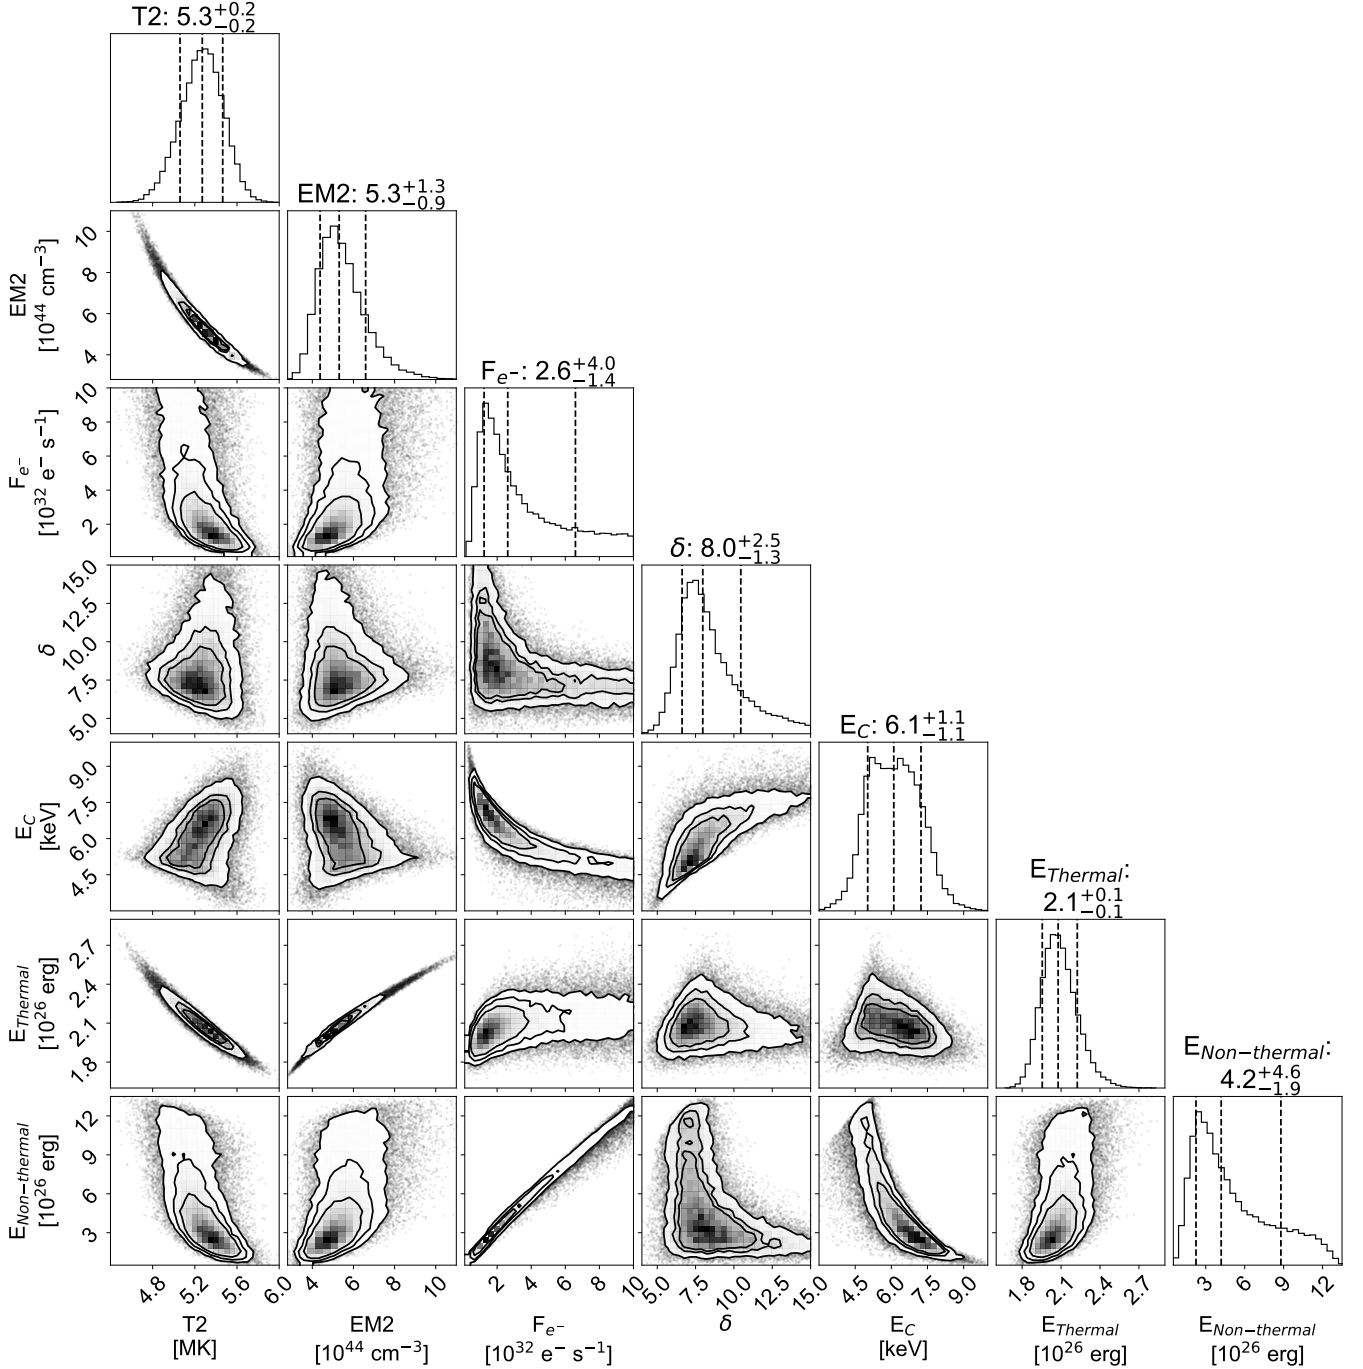 T2: 5.3+0.2−0.2
EM2: 5.3+1.3−0.9
EM2
[10^44 cm^−3]
10
8
6
4
F_e−: 2.6+4.0−1.4
F_e−
[10^32 e^− s^−1]
10
8
6
4
2
δ: 8.0+2.5−1.3
δ
15.0
12.5
10.0
7.5
5.0
E_C: 6.1+1.1−1.1
E_C
[keV]
9.0
7.5
6.0
4.5
E_Thermal:
2.1+0.1−0.1
E_Thermal
[10^26 erg]
2.7
2.4
2.1
1.8
E_Non−thermal:
4.2+4.6−1.9
E_Non−thermal
[10^26 erg]
12
9
6
3
4.8 5.2 5.6 6.0
4 6 8 10
2 4 6 8 10
5.0 7.5 10.0 12.5 15.0
4.5 6.0 7.5 9.0
1.8 2.1 2.4 2.7
3 6 9 12
T2
[MK]
EM2
[10^44 cm^−3]
F_e−
[10^32 e^− s^−1]
δ
E_C
[keV]
E_Thermal
[10^26 erg]
E_Non−thermal
[10^26 erg]